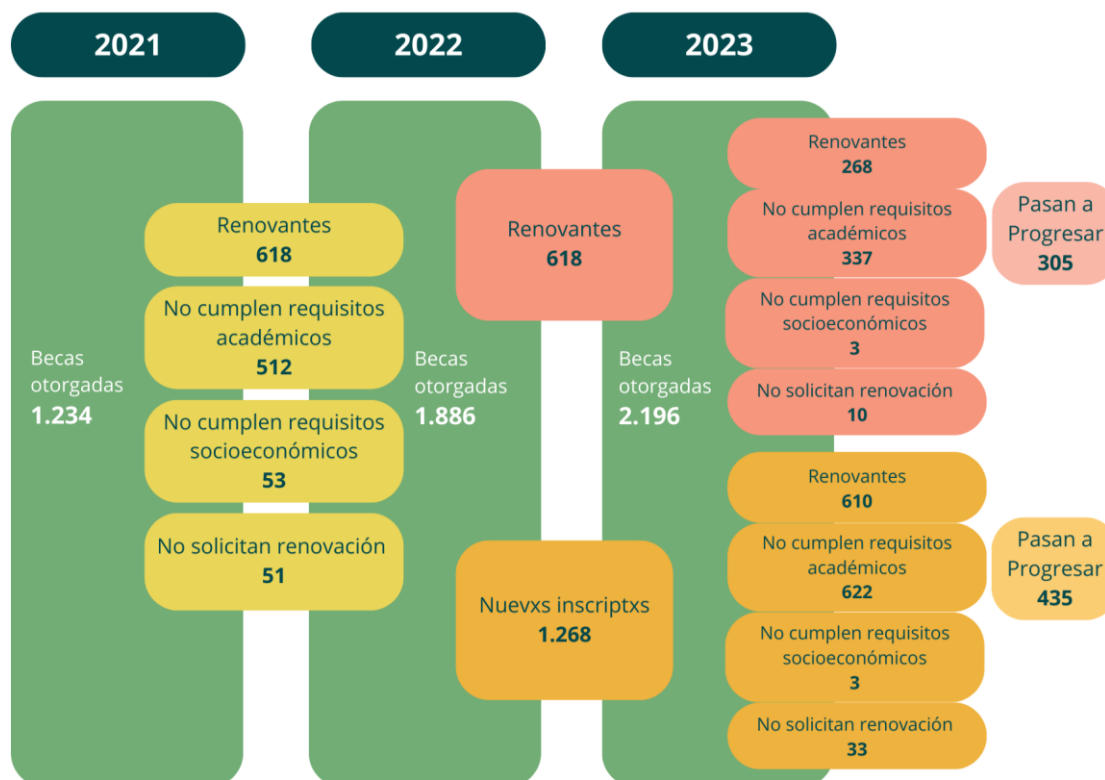 2021
2022
2023
Becas
otorgadas
1.234
Renovantes
618
No cumplen requisitos
académicos
512
No cumplen requisitos
socioeconómicos
53
No solicitan renovación
51
Becas
otorgadas
1.886
Renovantes
618
Nuevxs inscriptxs
1.268
Becas
otorgadas
2.196
Renovantes
268
No cumplen requisitos
académicos
337
No cumplen requisitos
socioeconómicos
3
No solicitan renovación
10
Pasan a
Progresar
305
Renovantes
610
No cumplen requisitos
académicos
622
No cumplen requisitos
socioeconómicos
3
No solicitan renovación
33
Pasan a
Progresar
435